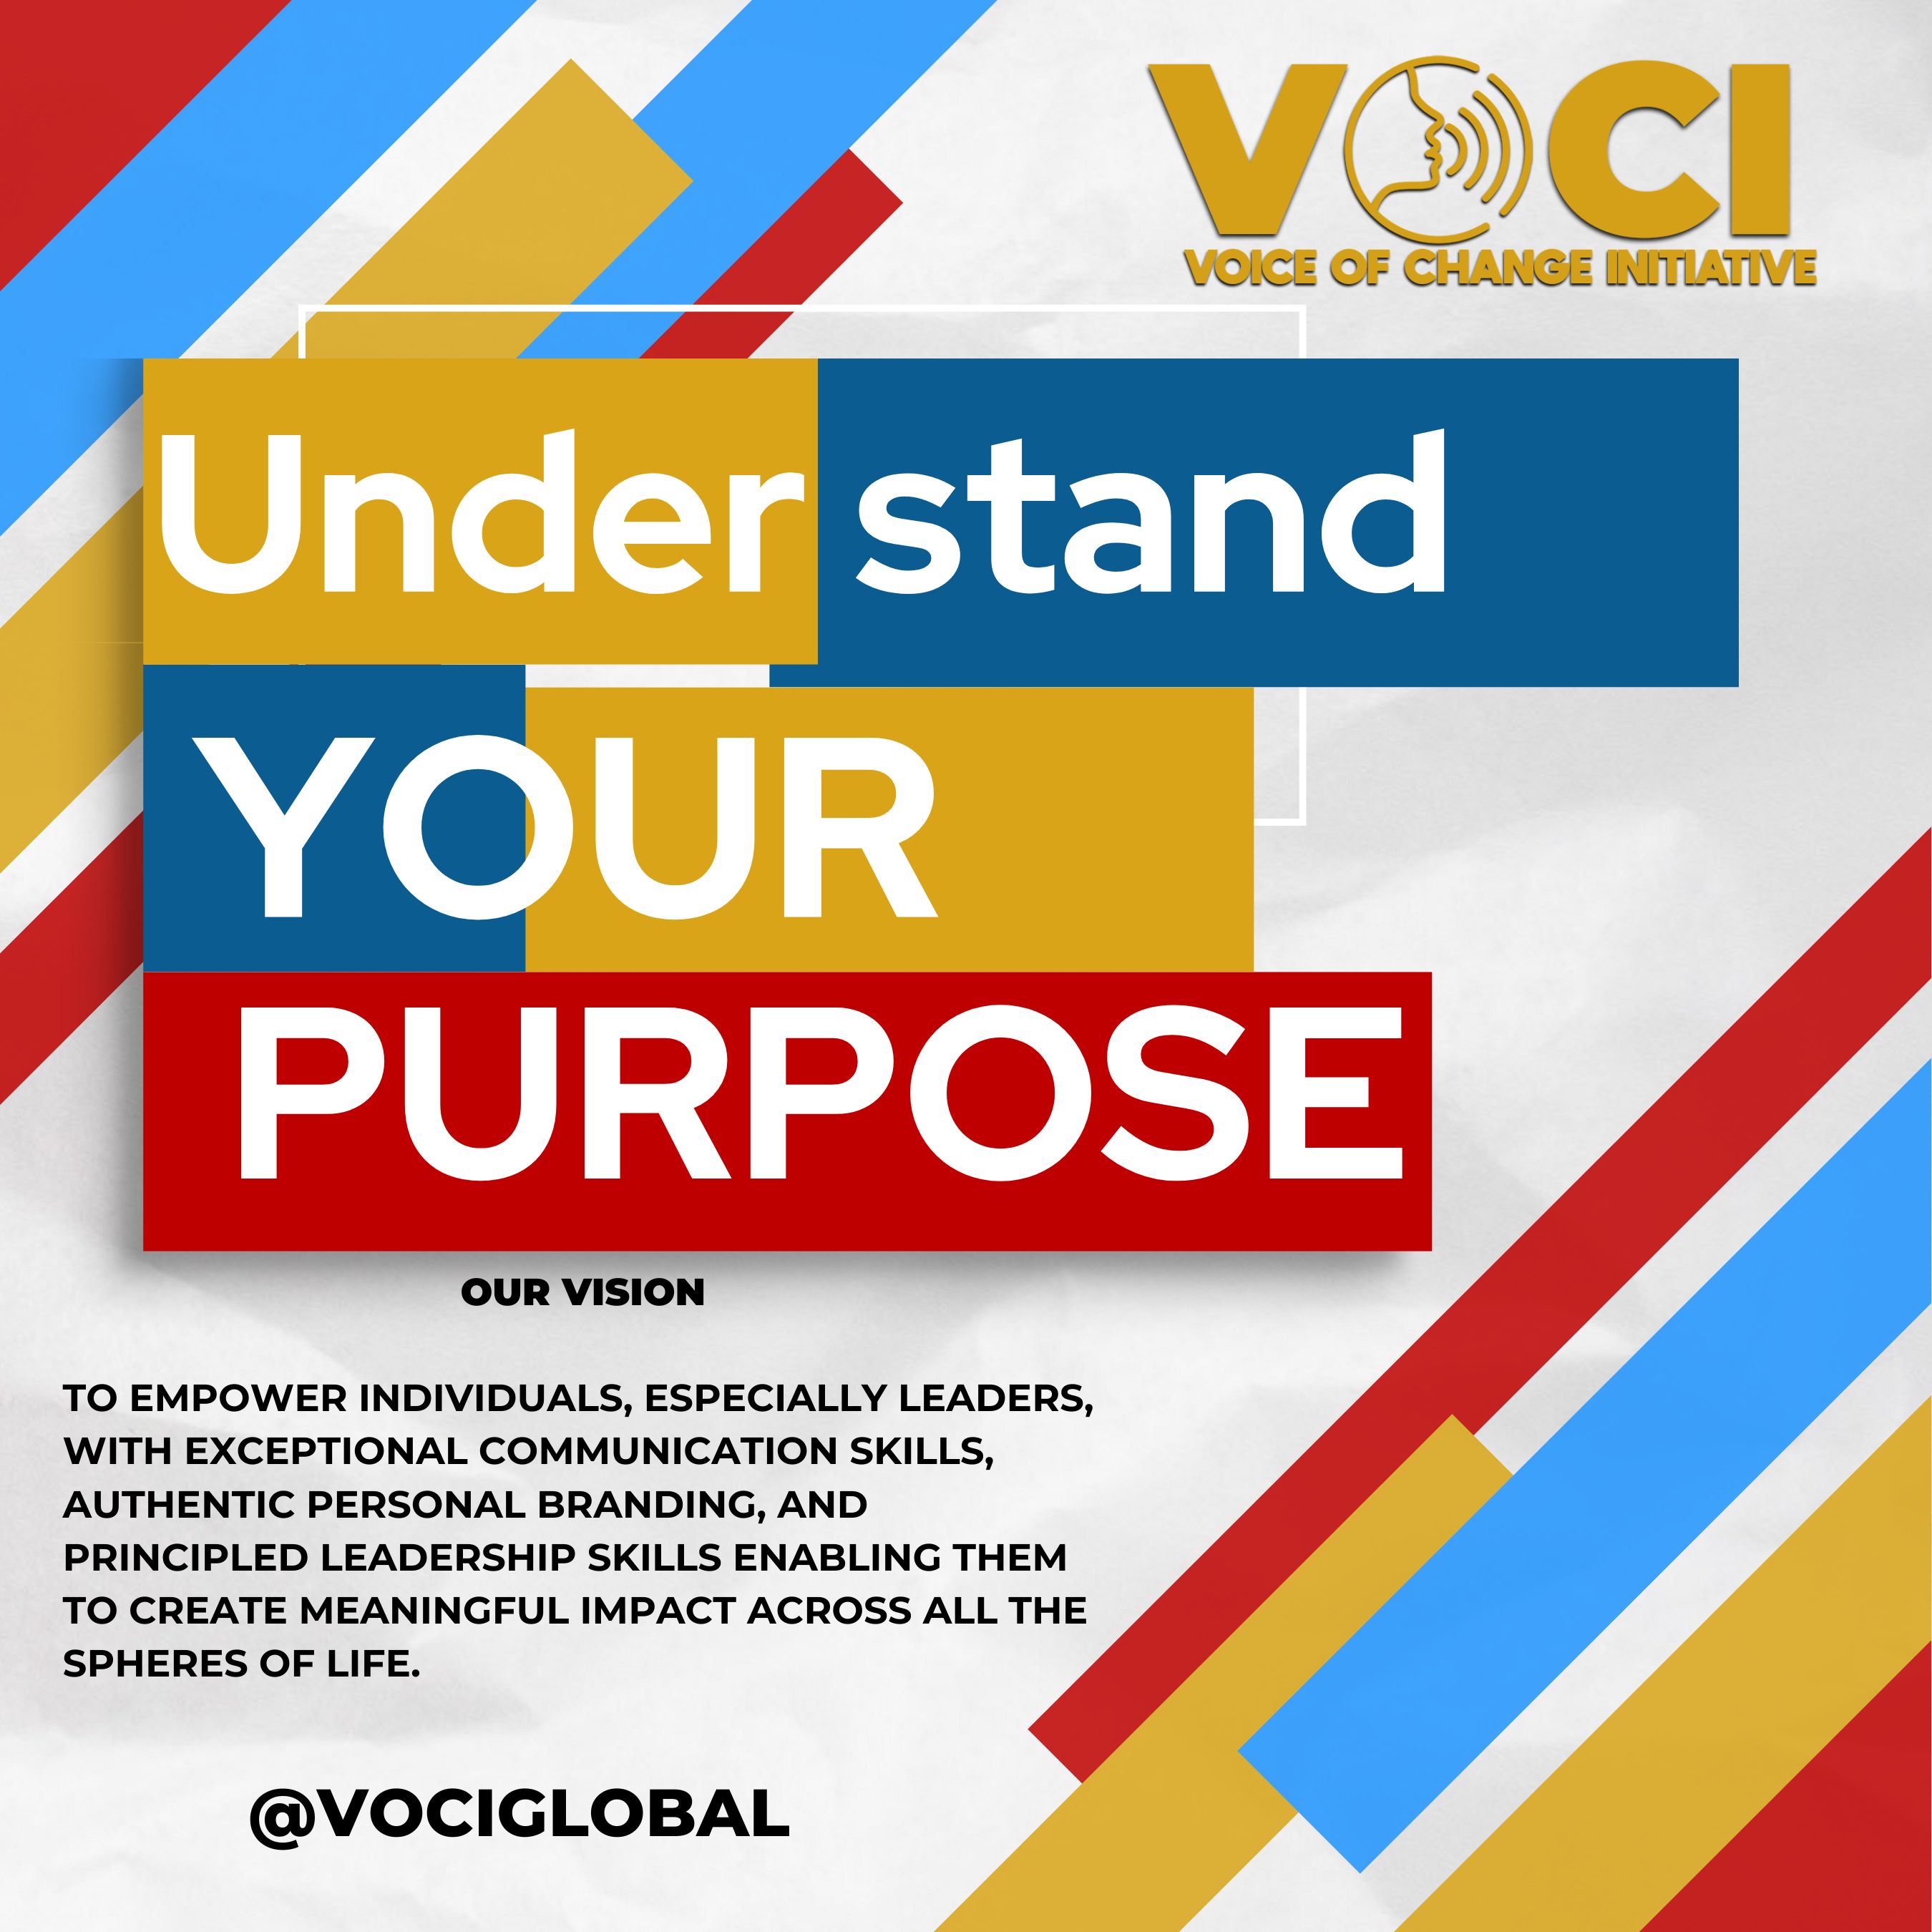 VOCI
VOICE OF CHANGE INITIATIVE
Under stand
YOUR
PURPOSE
OUR VISION
TO EMPOWER INDIVIDUALS, ESPECIALLY LEADERS,
WITH EXCEPTIONAL COMMUNICATION SKILLS,
AUTHENTIC PERSONAL BRANDING, AND
PRINCIPLED LEADERSHIP SKILLS ENABLING THEM
TO CREATE MEANINGFUL IMPACT ACROSS ALL THE
SPHERES OF LIFE.
@VOCIGLOBAL